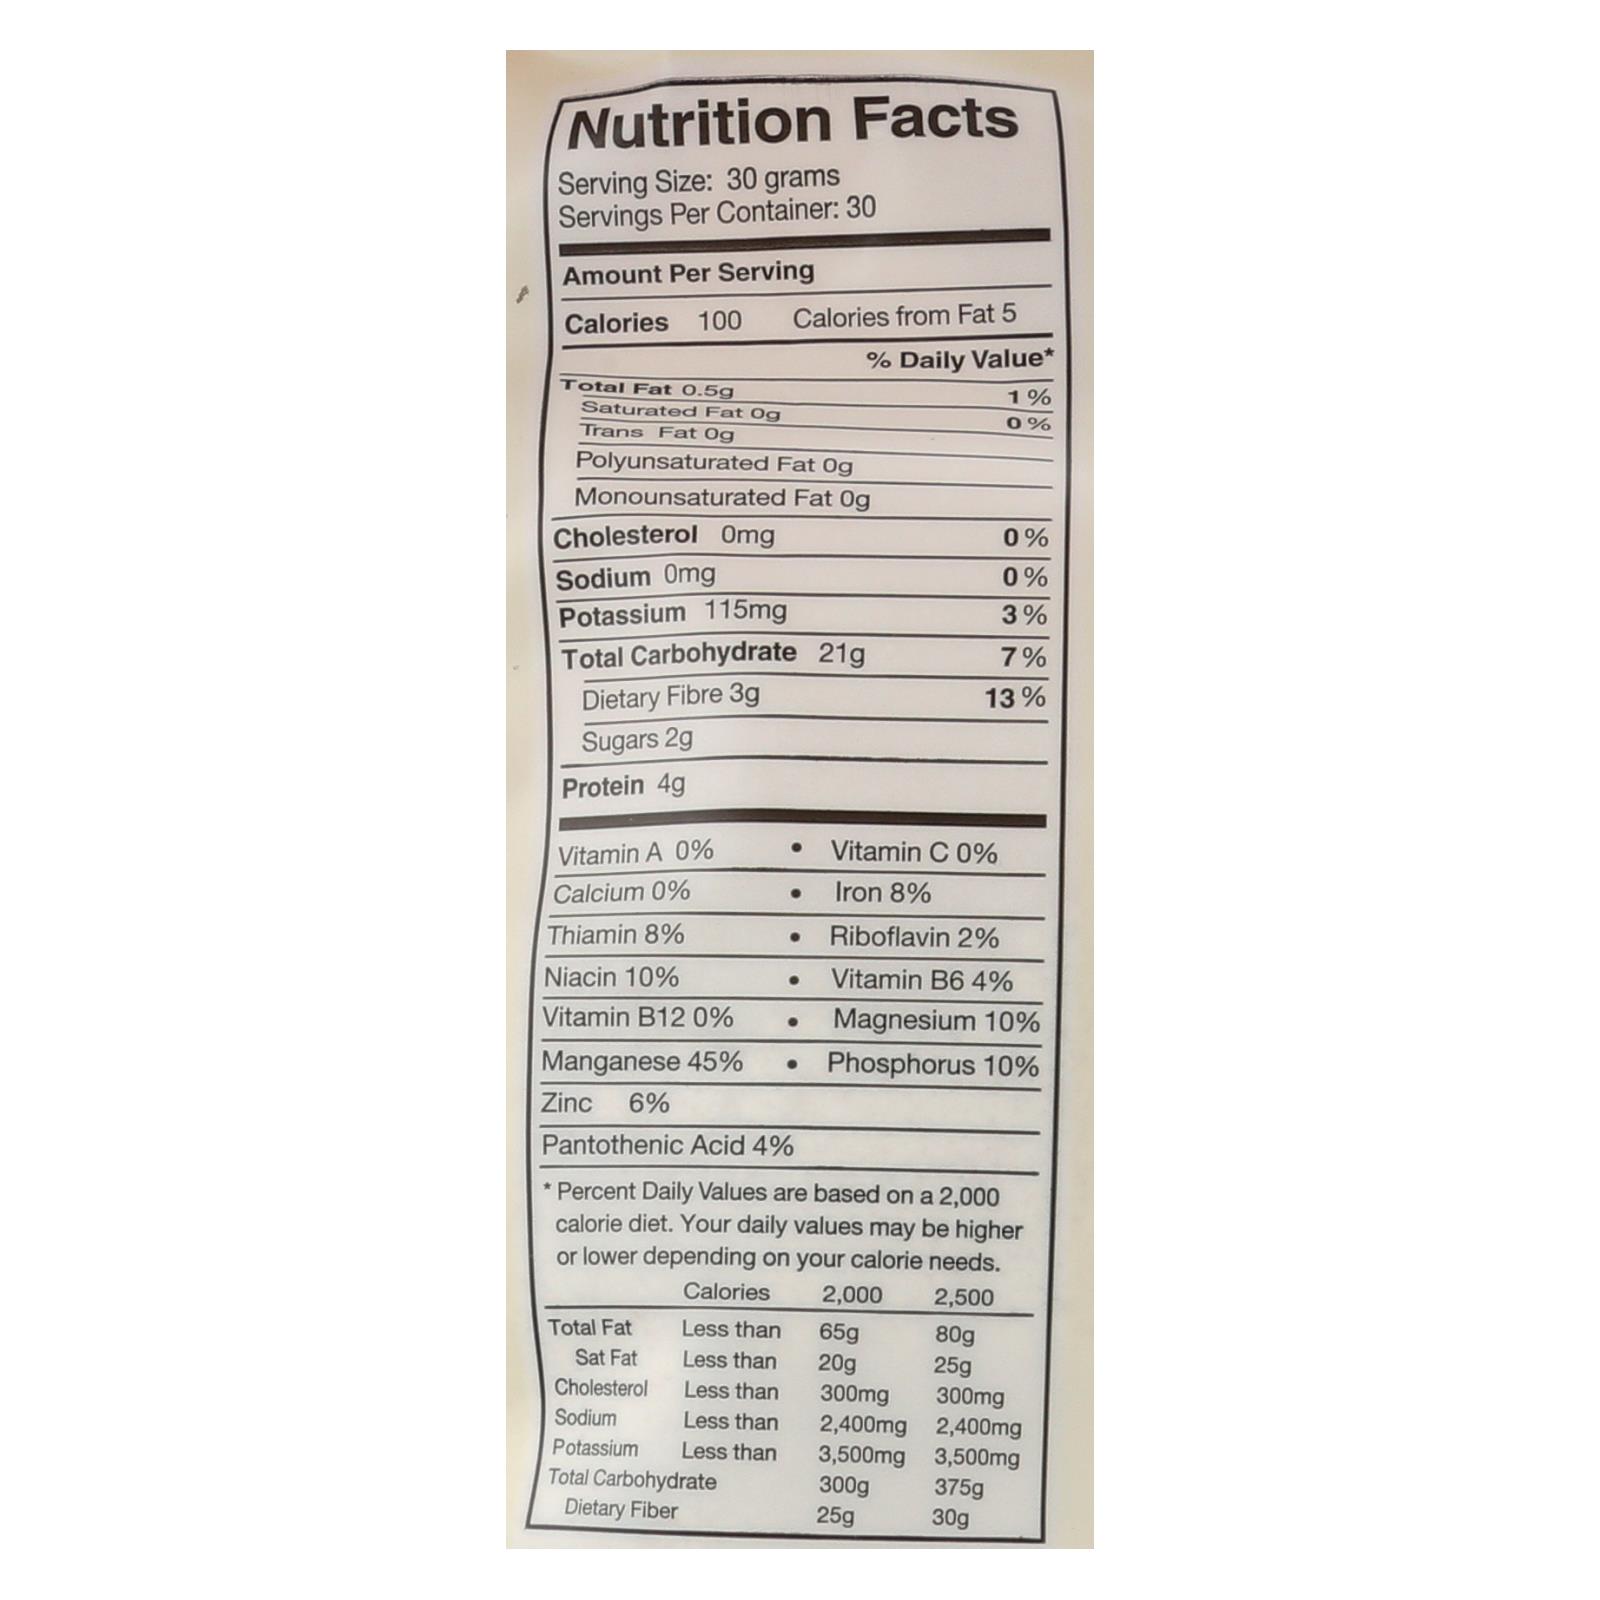 Nutrition Facts
Serving Size: 30 grams
Servings Per Container: 30
Amount Per Serving
Calories 100 Calories from Fat 5
% Daily Value*
Total Fat 0.5g 1%
Saturated Fat 0g 0%
Trans Fat 0g
Polyunsaturated Fat 0g
Monounsaturated Fat 0g
Cholesterol 0mg 0%
Sodium 0mg 0%
Potassium 115mg 3%
Total Carbohydrate 21g 7%
Dietary Fibre 3g 13%
Sugars 2g
Protein 4g
Vitamin A 0% • Vitamin C 0%
Calcium 0% • Iron 8%
Thiamin 8% • Riboflavin 2%
Niacin 10% • Vitamin B6 4%
Vitamin B12 0% • Magnesium 10%
Manganese 45% • Phosphorus 10%
Zinc 6%
Pantothenic Acid 4%
* Percent Daily Values are based on a 2,000
calorie diet. Your daily values may be higher
or lower depending on your calorie needs.
Calories 2,000 2,500
Total Fat Less than 65g 80g
Sat Fat Less than 20g 25g
Cholesterol Less than 300mg 300mg
Sodium Less than 2,400mg 2,400mg
Potassium Less than 3,500mg 3,500mg
Total Carbohydrate 300g 375g
Dietary Fiber 25g 30g